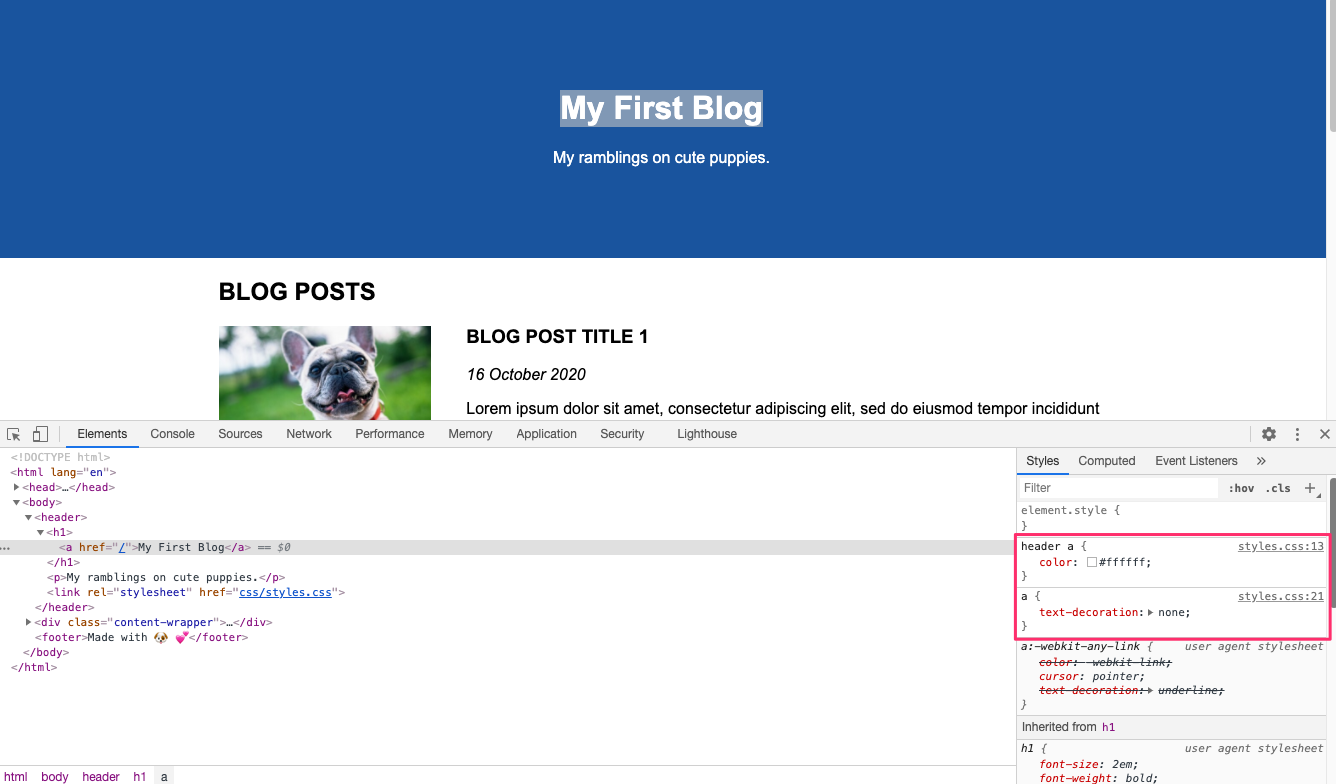 My First Blog
My ramblings on cute puppies.
BLOG POSTS
BLOG POST TITLE 1
16 October 2020
Lorem ipsum dolor sit amet, consectetur adipiscing elit, sed do eiusmod tempor incididunt
Elements Console Sources Network Performance Memory Application Security Lighthouse
<!DOCTYPE html>
<html lang="en">
<head>…</head>
<body>
<header>
<h1>
… <a href="/">My First Blog</a> == $0
</h1>
<p>My ramblings on cute puppies.</p>
<link rel="stylesheet" href="css/styles.css">
</header>
<div class="content-wrapper">…</div>
<footer>Made with 🐶 💕</footer>
</body>
</html>
html body header h1 a
Styles Computed Event Listeners »
Filter :hov .cls +
element.style {
}
header a { styles.css:13
color: #ffffff;
}
a { styles.css:21
text-decoration: none;
}
a:-webkit-any-link { user agent stylesheet
color: -webkit-link;
cursor: pointer;
text-decoration: underline;
}
Inherited from h1
h1 { user agent stylesheet
font-size: 2em;
font-weight: bold;